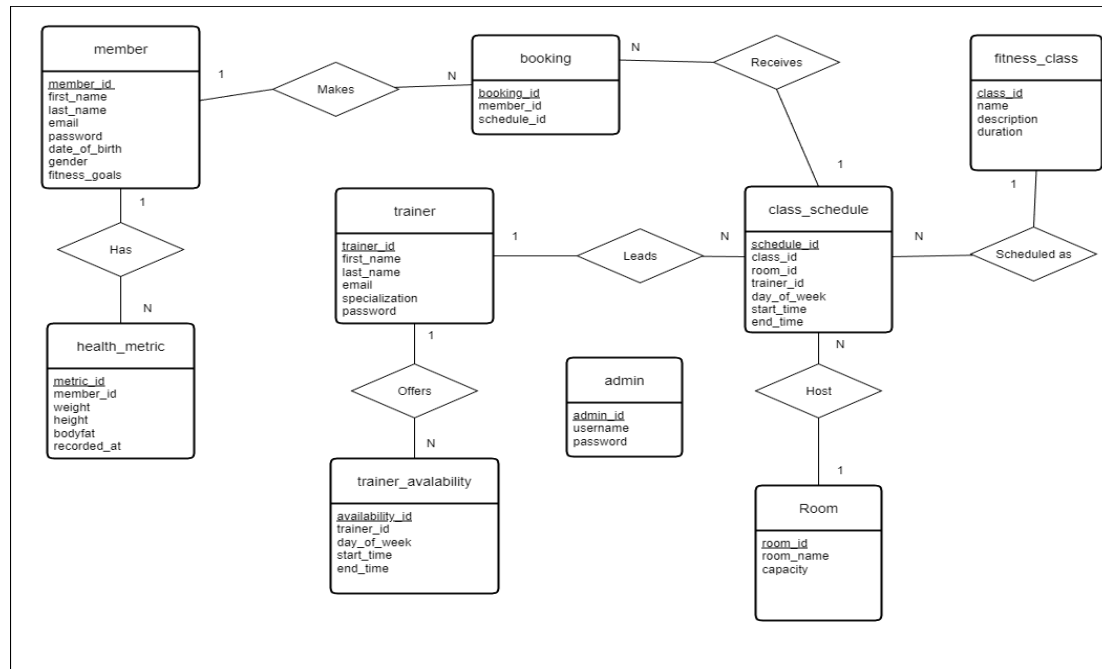 member
member_id
first_name
last_name
email
password
date_of_birth
gender
fitness_goals
1
Makes
N
booking
booking_id
member_id
schedule_id
N
Receives
1
fitness_class
class_id
name
description
duration
1
Has
N
health_metric
metric_id
member_id
weight
height
bodyfat
recorded_at
trainer
trainer_id
first_name
last_name
email
specialization
password
1
Leads
N
class_schedule
schedule_id
class_id
room_id
trainer_id
day_of_week
start_time
end_time
N
Scheduled as
1
1
Offers
N
trainer_avalability
availability_id
trainer_id
day_of_week
start_time
end_time
admin
admin_id
username
password
N
Host
1
Room
room_id
room_name
capacity